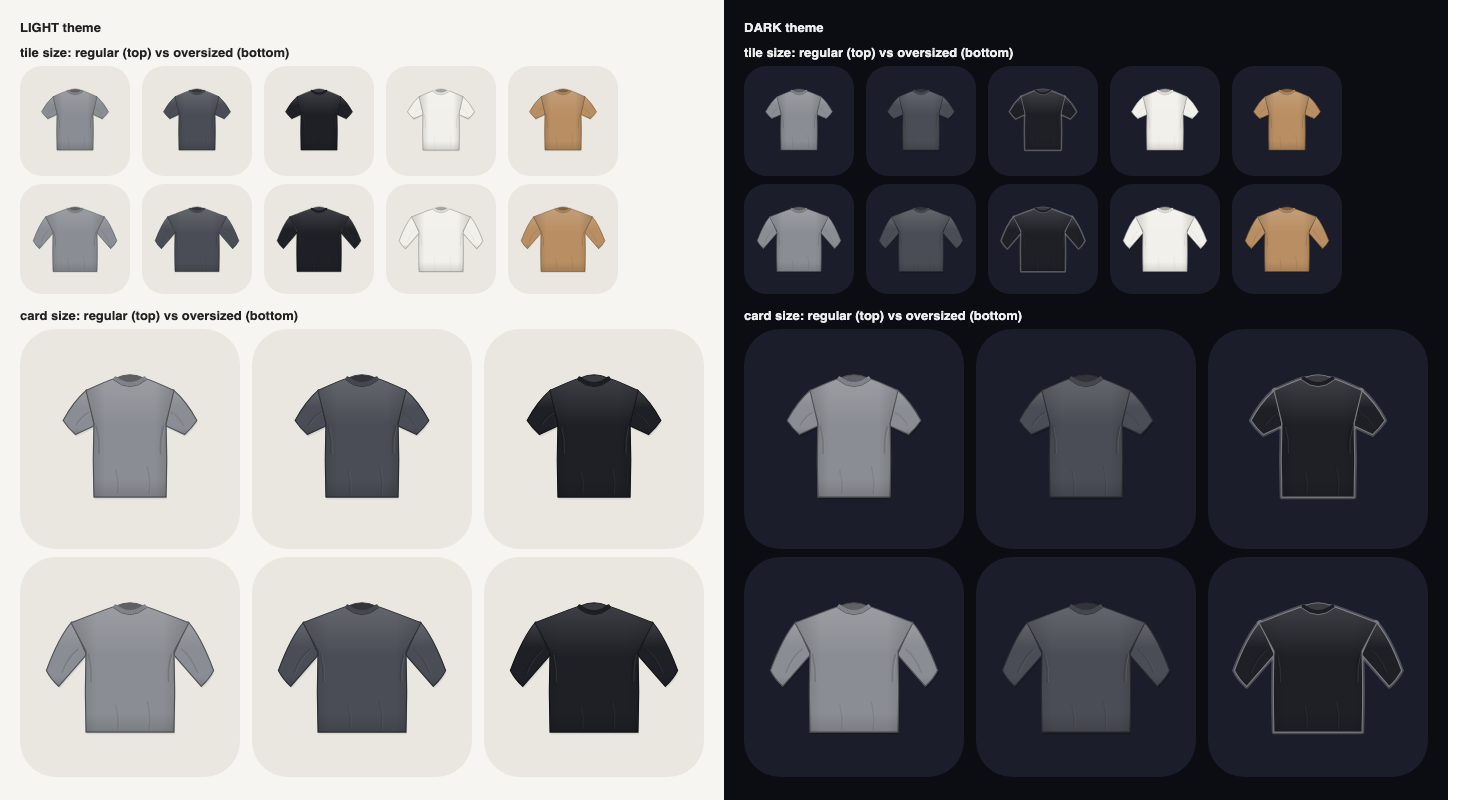 LIGHT theme
tile size: regular (top) vs oversized (bottom)
card size: regular (top) vs oversized (bottom)
DARK theme
tile size: regular (top) vs oversized (bottom)
card size: regular (top) vs oversized (bottom)